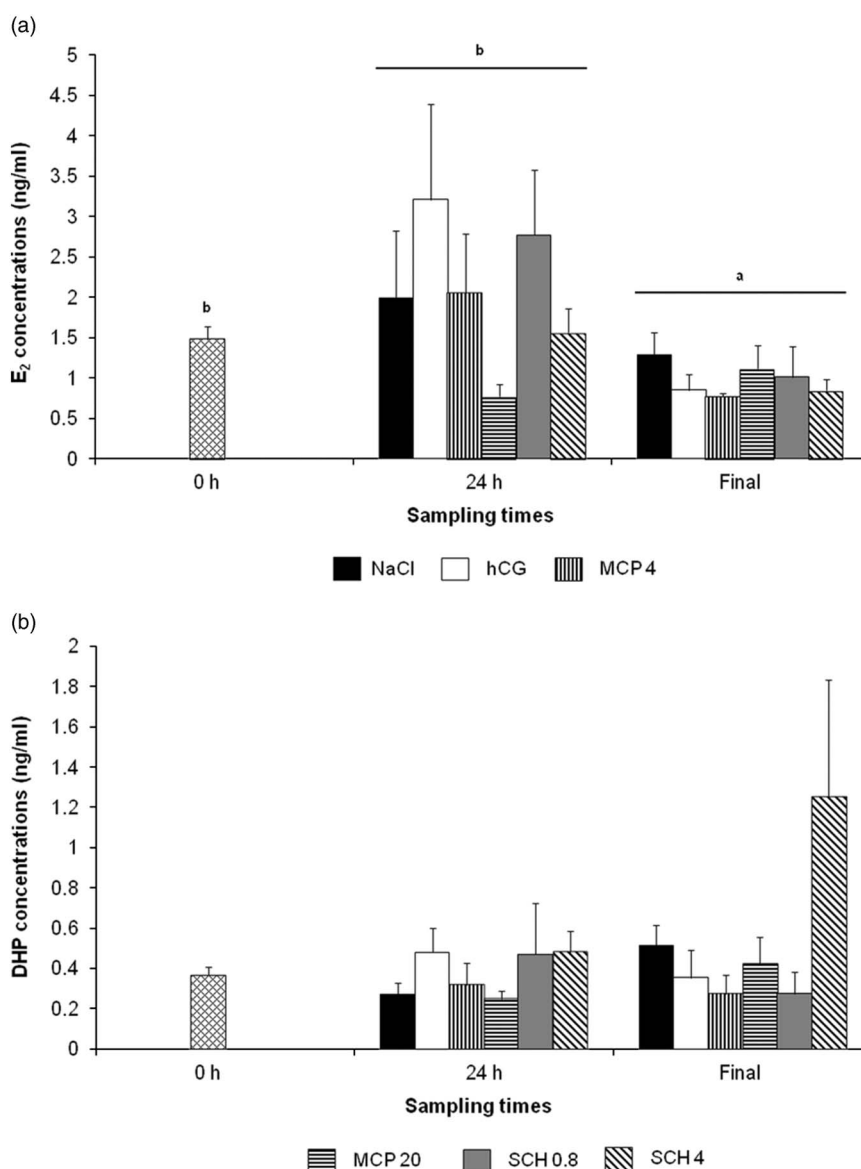 (a)
b
5
4.5
4
3.5
3
2.5
2
1.5
1
0.5
0
E₂ concentrations (ng/ml)
b
a
0 h 24 h Final
Sampling times
NaCl hCG MCP 4
(b)
2
1.8
1.6
1.4
1.2
1
0.8
0.6
0.4
0.2
0
DHP concentrations (ng/ml)
0 h 24 h Final
Sampling times
MCP 20 SCH 0.8 SCH 4